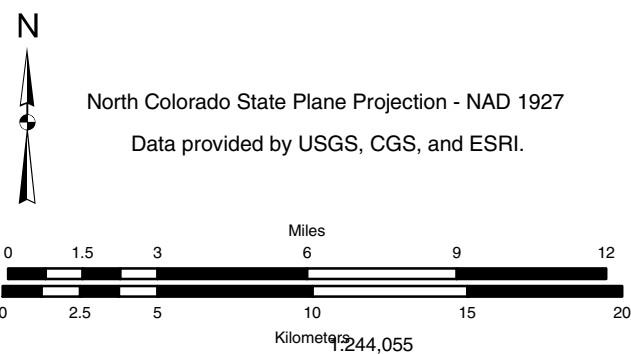 N
North Colorado State Plane Projection - NAD 1927
Data provided by USGS, CGS, and ESRI.
Miles
0 1.5 3 6 9 12
0 2.5 5 10 15 20
Kilometers
1:244,055